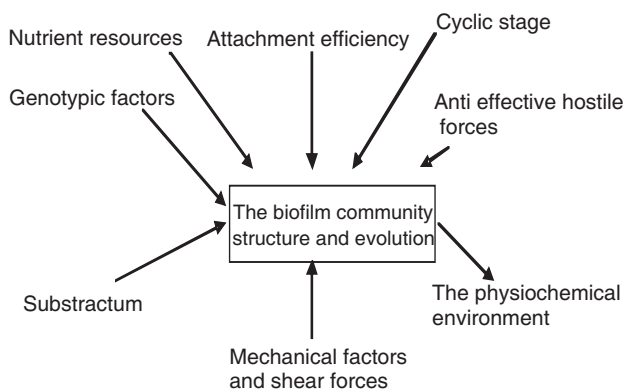 Nutrient resources
Attachment efficiency
Cyclic stage
Genotypic factors
Anti effective hostile
forces
The biofilm community
structure and evolution
Substractum
The physiochemical
environment
Mechanical factors
and shear forces